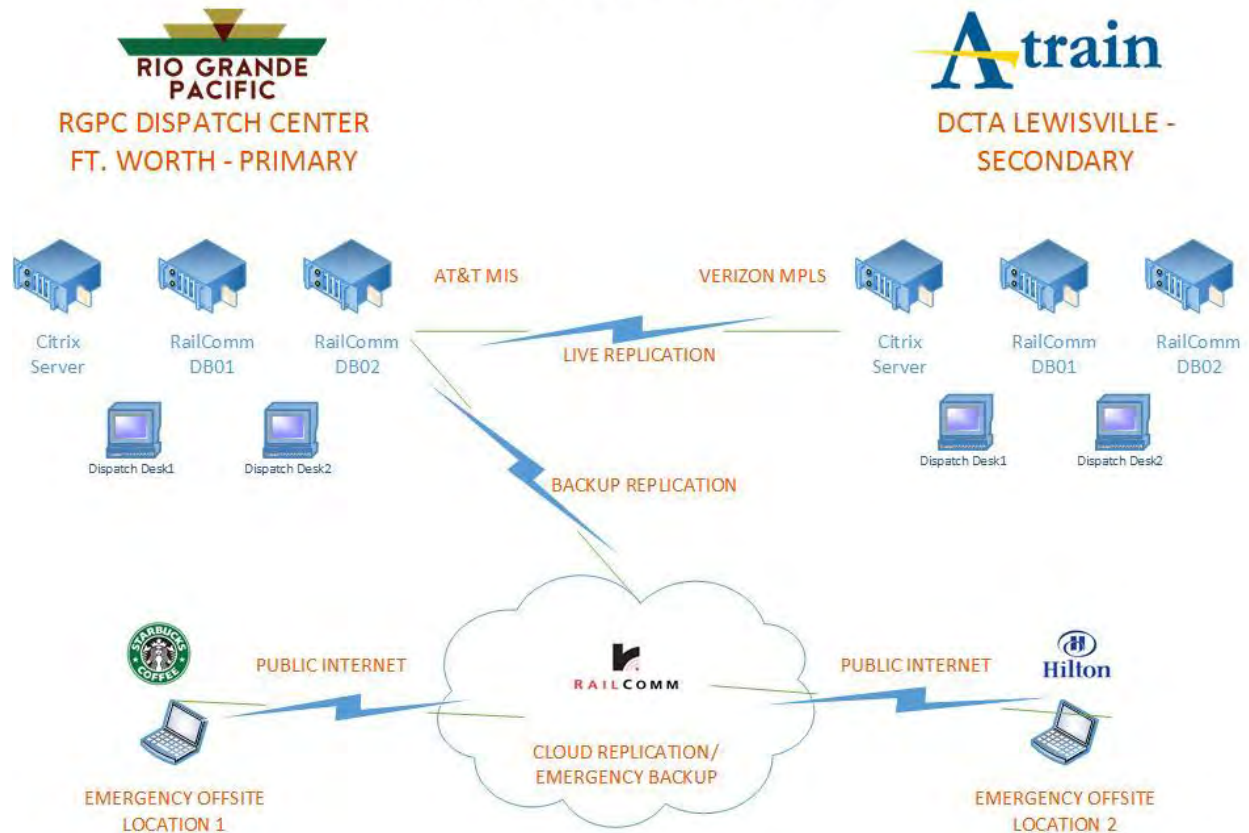 RIO GRANDE
PACIFIC
RGPC DISPATCH CENTER
FT. WORTH - PRIMARY
A train
DCTA LEWISVILLE -
SECONDARY
Citrix
Server
RailComm
DB01
RailComm
DB02
Dispatch Desk1
Dispatch Desk2
AT&T MIS
VERIZON MPLS
LIVE REPLICATION
Citrix
Server
RailComm
DB01
RailComm
DB02
Dispatch Desk1
Dispatch Desk2
BACKUP REPLICATION
STARBUCKS
COFFEE
PUBLIC INTERNET
EMERGENCY OFFSITE
LOCATION 1
r.
RAILCOMM
CLOUD REPLICATION/
EMERGENCY BACKUP
PUBLIC INTERNET
H
Hilton
EMERGENCY OFFSITE
LOCATION 2